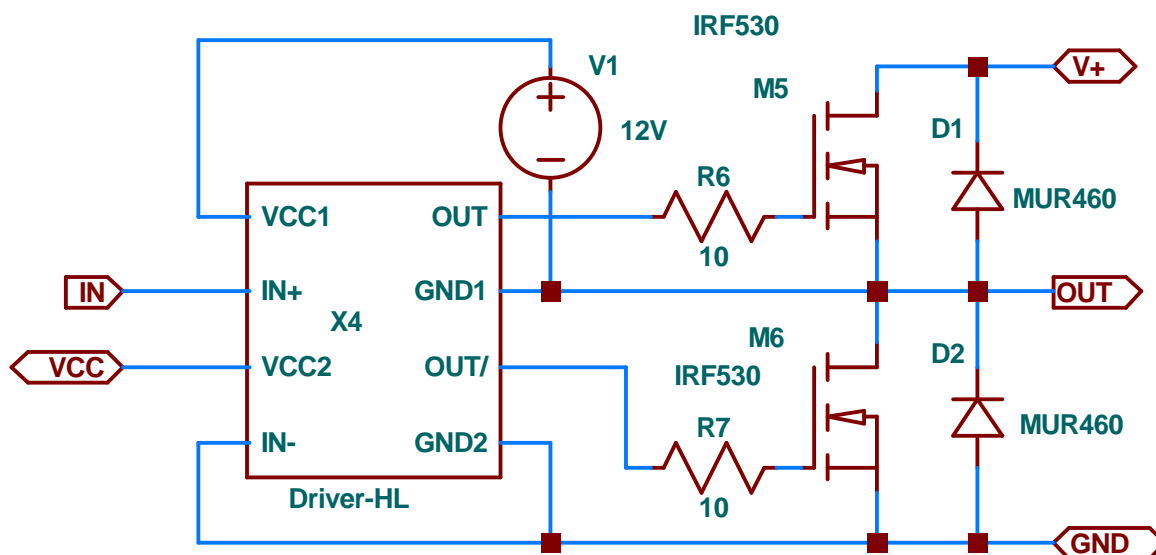 IRF530
V1
V+
M5
12V
D1
R6
MUR460
VCC1
OUT
10
IN
IN+
GND1
OUT
X4
M6
D2
VCC
VCC2
OUT/
IRF530
MUR460
R7
IN-
GND2
Driver-HL
10
GND